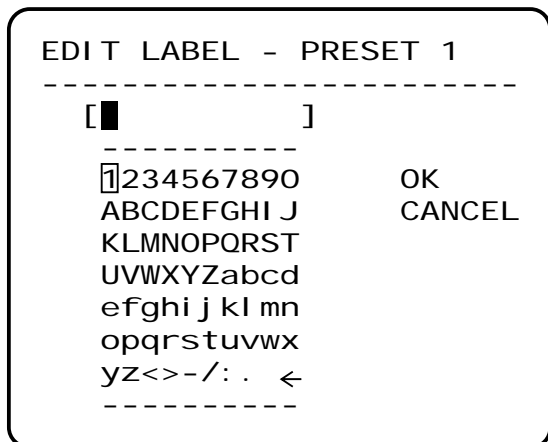 EDIT LABEL - PRESET 1
------------------------
[█          ]
----------
1234567890 OK
ABCDEFGHIJ CANCEL
KLMNOPQRST
UVWXYZabcd
efghijklmn
opqrstuvwx
yz<>-/:. ←
----------